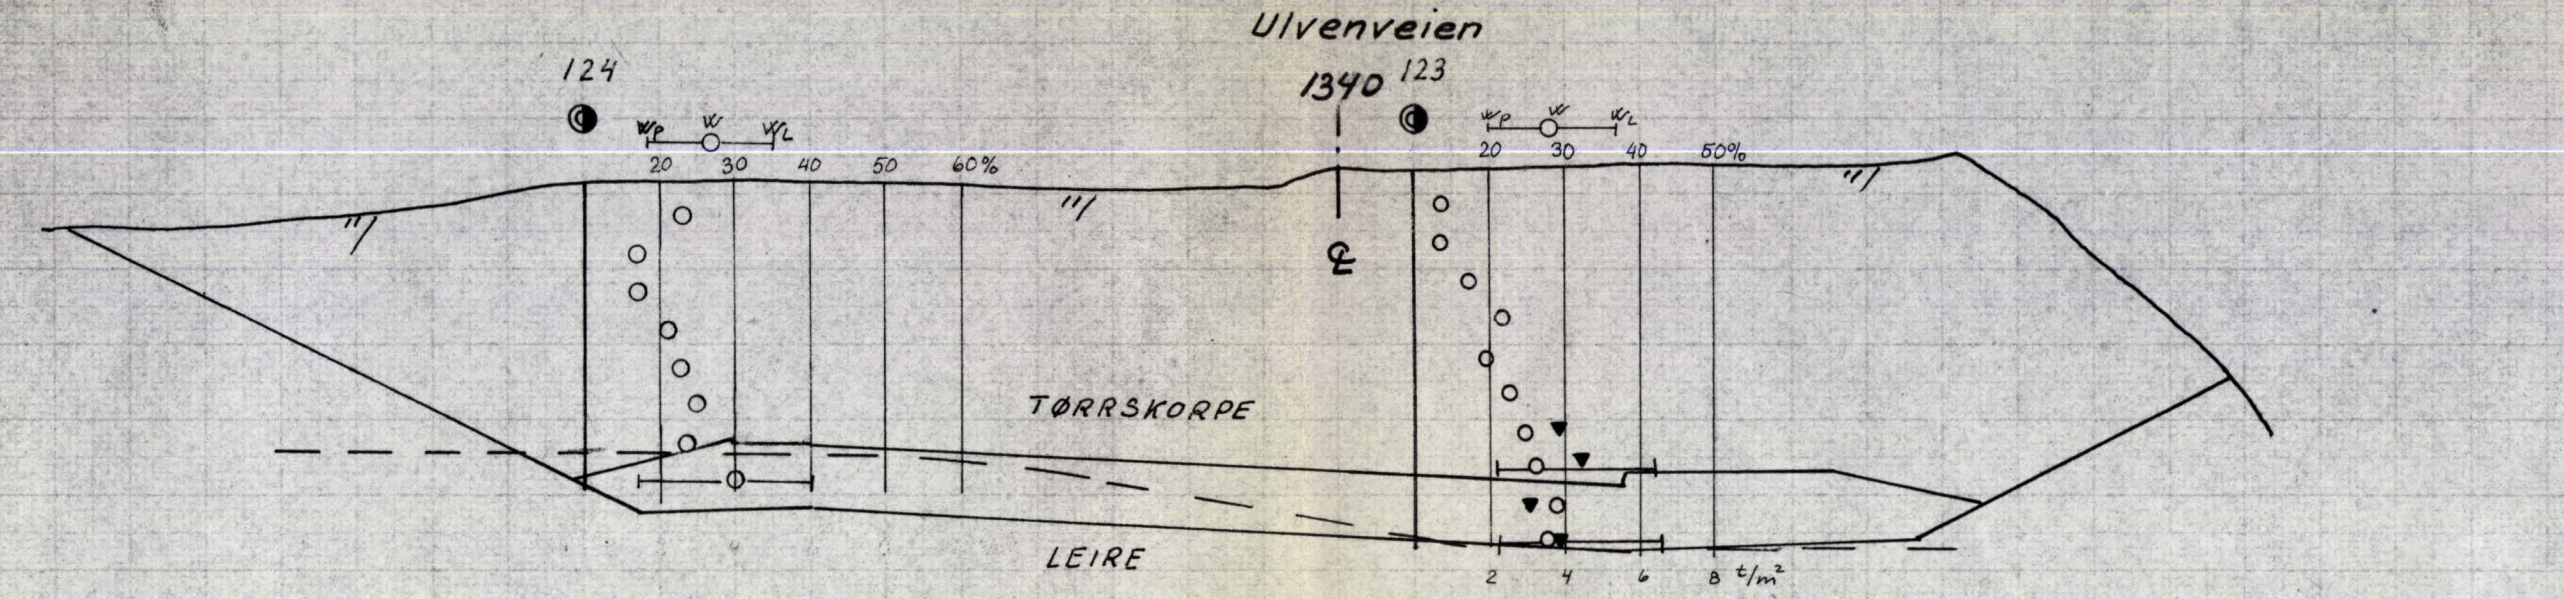 Ulvenveien
124
1340 123
Wp W WL
Wp W WL
20 30 40 50 60%
20 30 40 50%
℄
TØRRSKORPE
LEIRE
2 4 6 8 t/m²